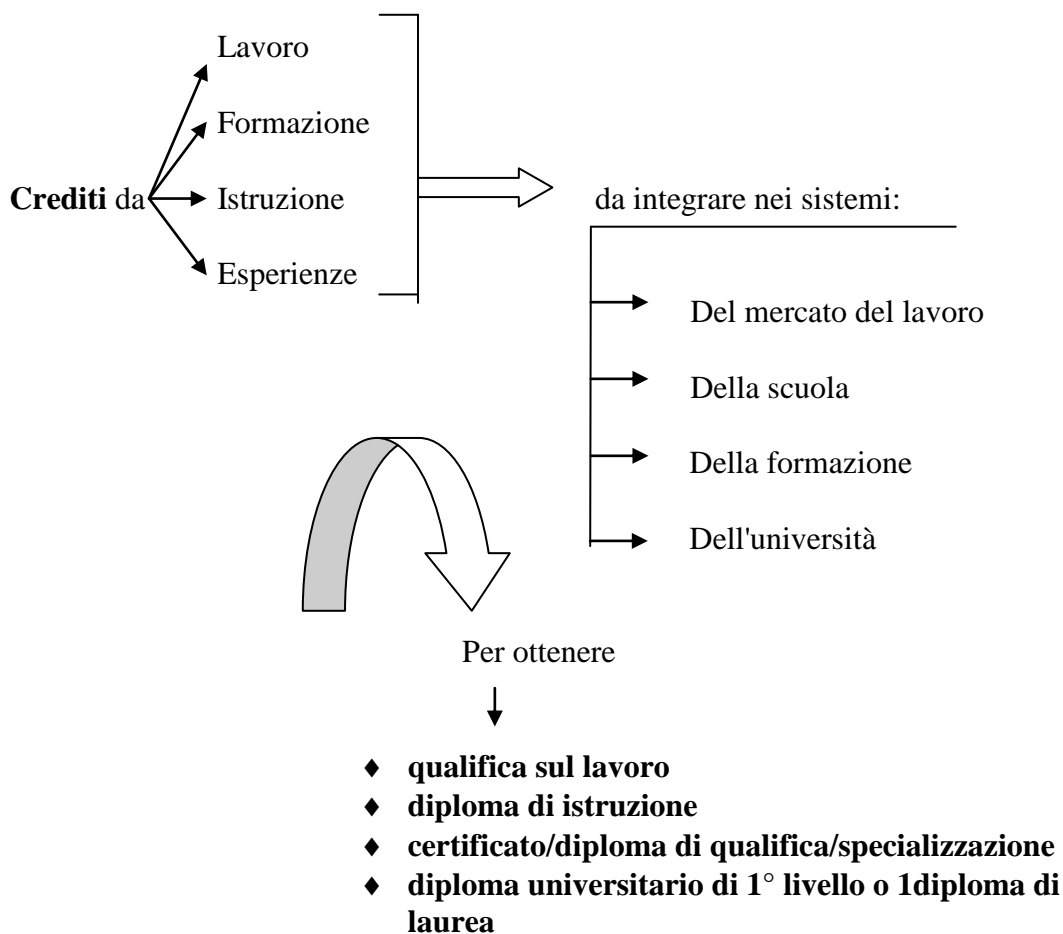 Lavoro
Formazione
Crediti da
Istruzione
Esperienze
da integrare nei sistemi:
Del mercato del lavoro
Della scuola
Della formazione
Dell'università
Per ottenere
♦ qualifica sul lavoro
♦ diploma di istruzione
♦ certificato/diploma di qualifica/specializzazione
♦ diploma universitario di 1° livello o 1diploma di
laurea